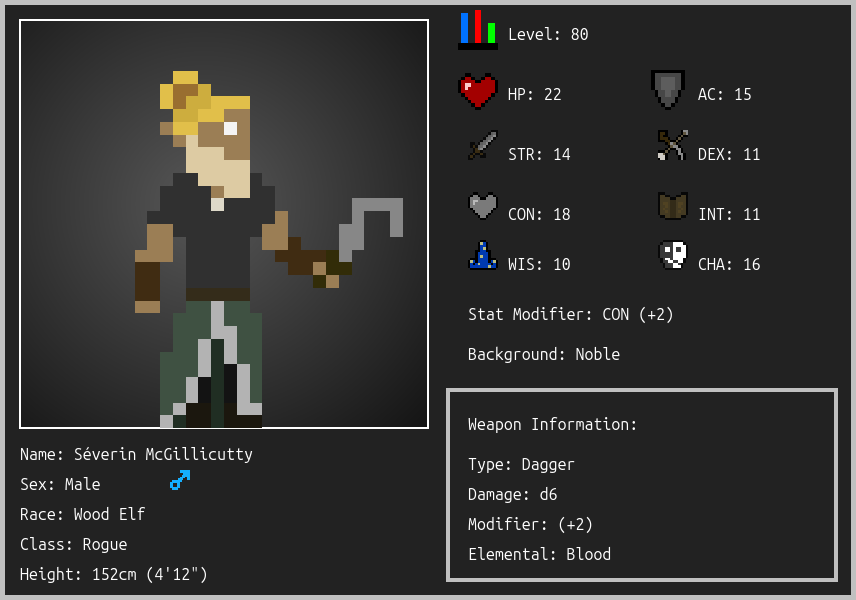 Level: 80
HP: 22
AC: 15
STR: 14
DEX: 11
CON: 18
INT: 11
WIS: 10
CHA: 16
Stat Modifier: CON (+2)
Background: Noble
Weapon Information:
Type: Dagger
Damage: d6
Modifier: (+2)
Elemental: Blood
Name: Séverin McGillicutty
Sex: Male
Race: Wood Elf
Class: Rogue
Height: 152cm (4'12")